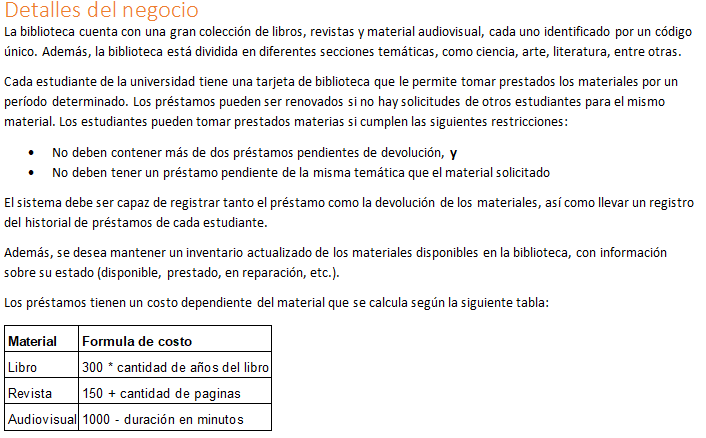 Detalles del negocio
La biblioteca cuenta con una gran colección de libros, revistas y material audiovisual, cada uno identificado por un código
único. Además, la biblioteca está dividida en diferentes secciones temáticas, como ciencia, arte, literatura, entre otras.
Cada estudiante de la universidad tiene una tarjeta de biblioteca que le permite tomar prestados los materiales por un
período determinado. Los préstamos pueden ser renovados si no hay solicitudes de otros estudiantes para el mismo
material. Los estudiantes pueden tomar prestados materias si cumplen las siguientes restricciones:
• No deben contener más de dos préstamos pendientes de devolución, y
• No deben tener un préstamo pendiente de la misma temática que el material solicitado
El sistema debe ser capaz de registrar tanto el préstamo como la devolución de los materiales, así como llevar un registro
del historial de préstamos de cada estudiante.
Además, se desea mantener un inventario actualizado de los materiales disponibles en la biblioteca, con información
sobre su estado (disponible, prestado, en reparación, etc.).
Los préstamos tienen un costo dependiente del material que se calcula según la siguiente tabla:
Material Formula de costo
Libro 300 * cantidad de años del libro
Revista 150 + cantidad de paginas
Audiovisual 1000 - duración en minutos